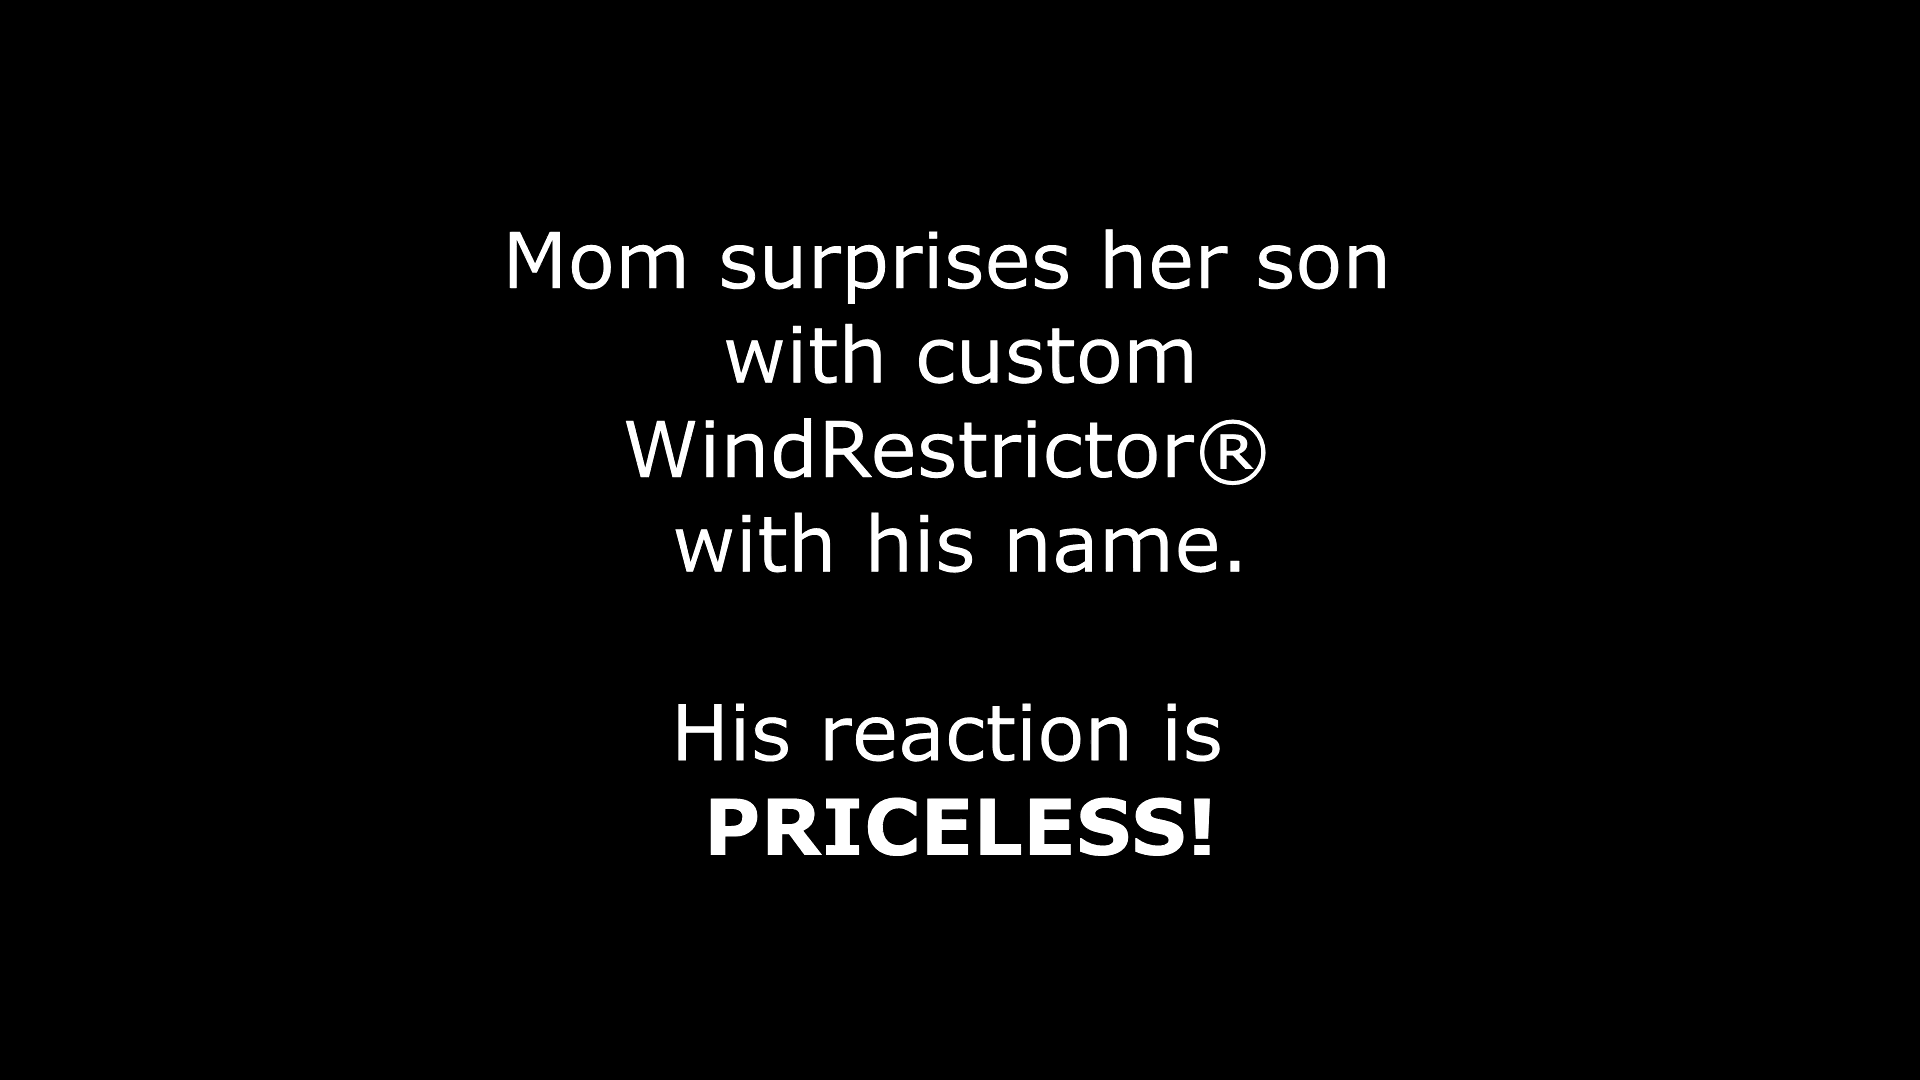 Mom surprises her son
with custom
WindRestrictor®
with his name.
His reaction is
PRICELESS!